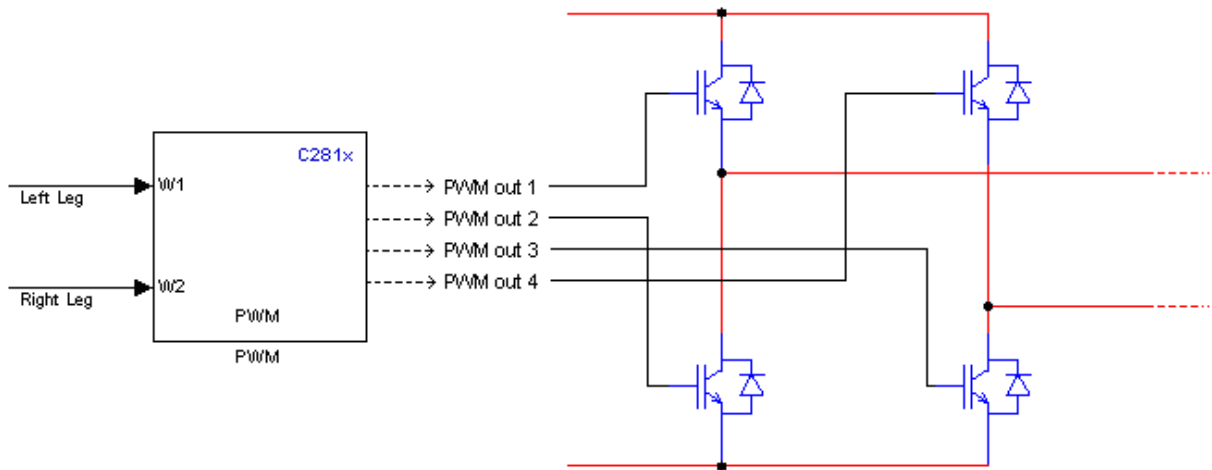 C281x
W1
Left Leg
W2
Right Leg
PWM
PWM
PWM out 1
PWM out 2
PWM out 3
PWM out 4